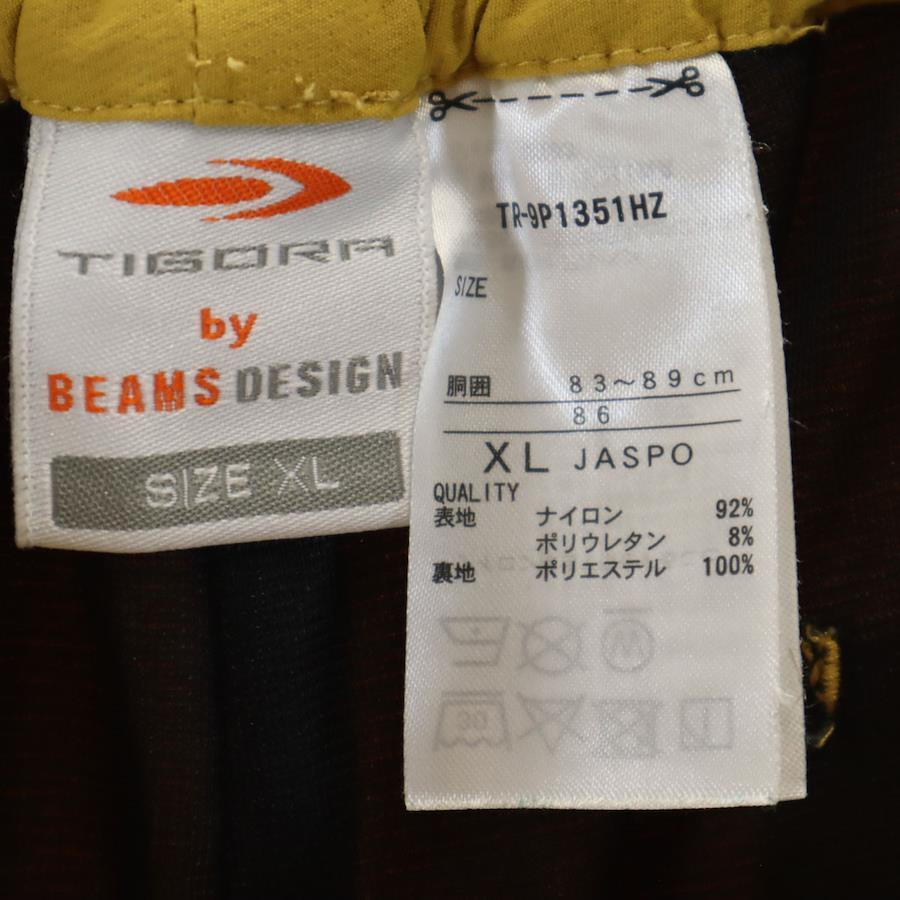 TIGORA
by
BEAMS DESIGN
SIZE XL
TR-9P1351HZ
SIZE
胴囲 83～89cm
86
XL JASPO
QUALITY
表地 ナイロン 92%
ポリウレタン 8%
裏地 ポリエステル 100%
W
30